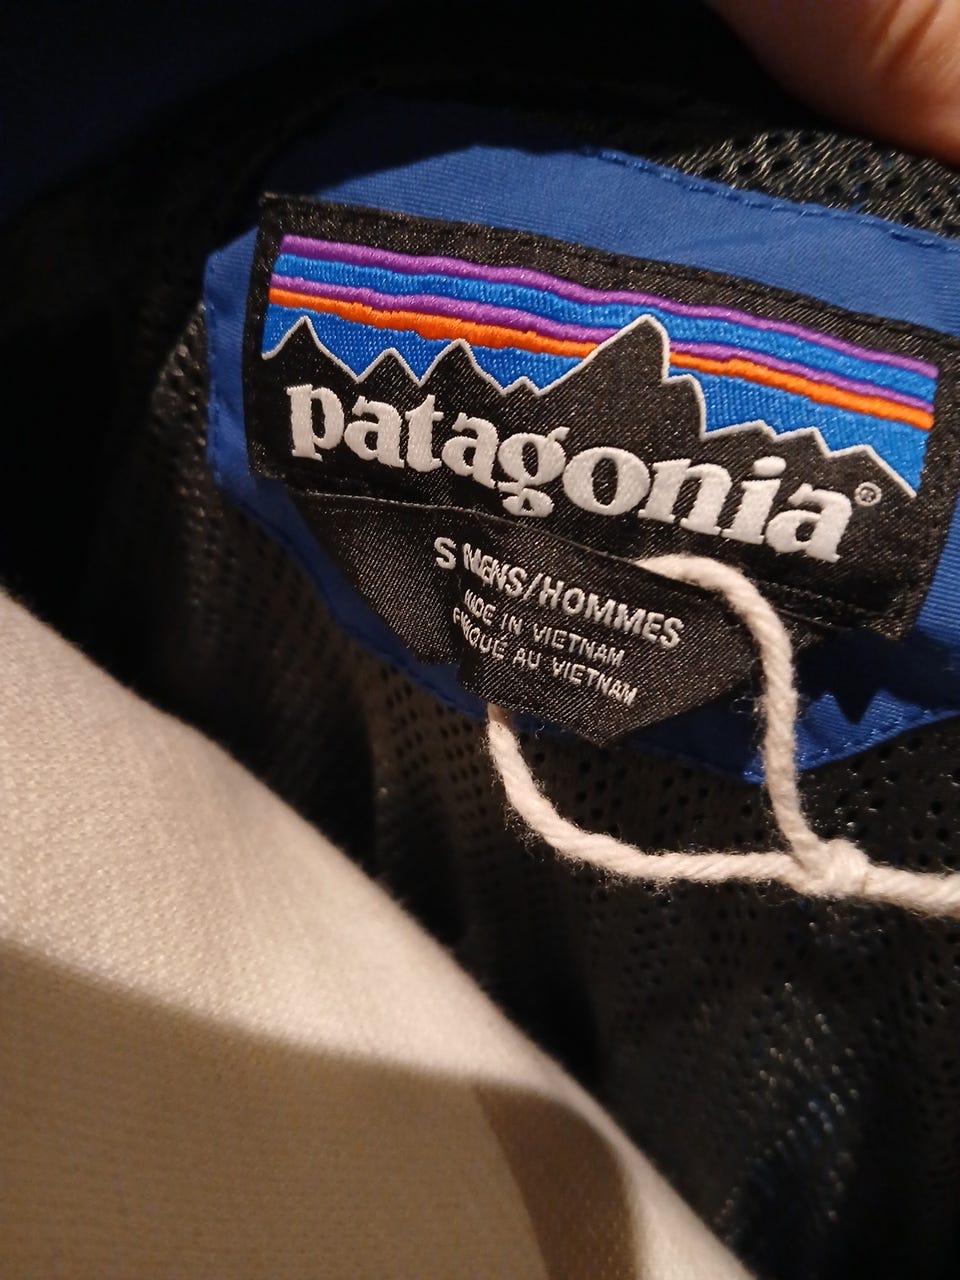 patagonia®
S MENS/HOMMES
MADE IN VIETNAM
FABRIQUÉ AU VIETNAM